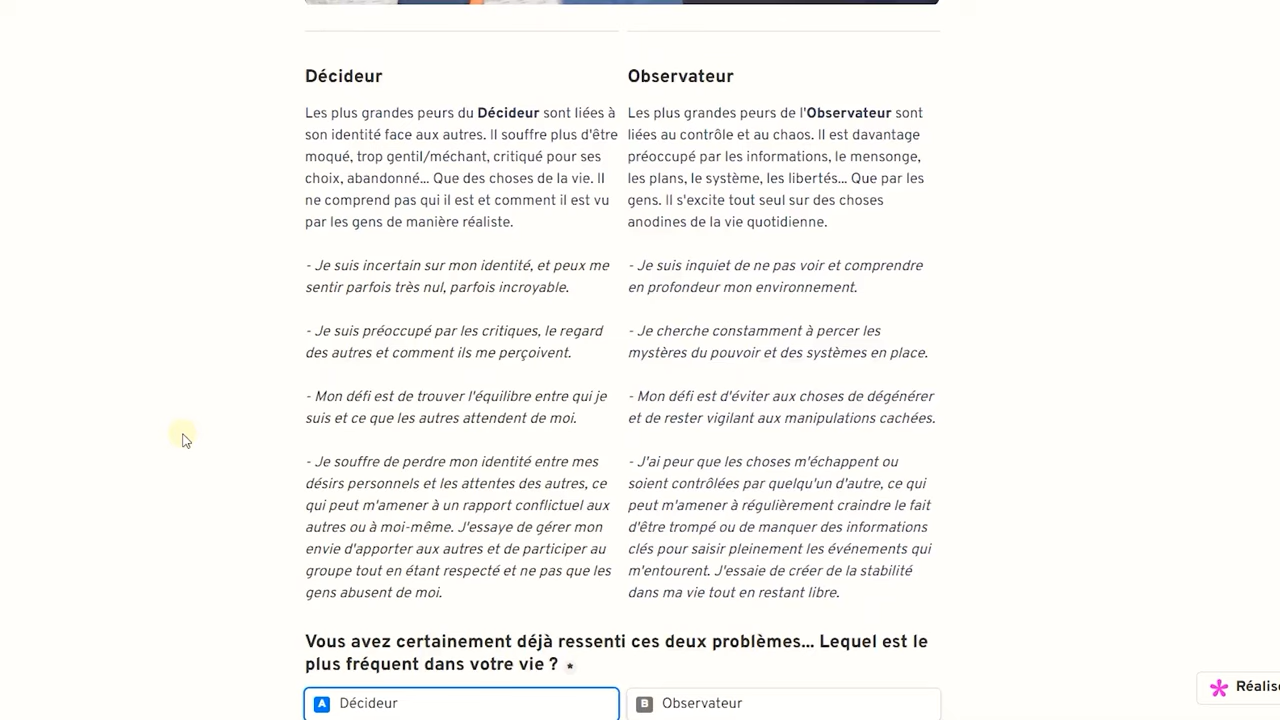 Décideur
Les plus grandes peurs du Décideur sont liées à
son identité face aux autres. Il souffre plus d'être
moqué, trop gentil/méchant, critiqué pour ses
choix, abandonné... Que des choses de la vie. Il
ne comprend pas qui il est et comment il est vu
par les gens de manière réaliste.
- Je suis incertain sur mon identité, et peux me
sentir parfois très nul, parfois incroyable.
- Je suis préoccupé par les critiques, le regard
des autres et comment ils me perçoivent.
- Mon défi est de trouver l'équilibre entre qui je
suis et ce que les autres attendent de moi.
- Je souffre de perdre mon identité entre mes
désirs personnels et les attentes des autres, ce
qui peut m'amener à un rapport conflictuel aux
autres ou à moi-même. J'essaye de gérer mon
envie d'apporter aux autres et de participer au
groupe tout en étant respecté et ne pas que les
gens abusent de moi.
Observateur
Les plus grandes peurs de l'Observateur sont
liées au contrôle et au chaos. Il est davantage
préoccupé par les informations, le mensonge,
les plans, le système, les libertés... Que par les
gens. Il s'excite tout seul sur des choses
anodines de la vie quotidienne.
- Je suis inquiet de ne pas voir et comprendre
en profondeur mon environnement.
- Je cherche constamment à percer les
mystères du pouvoir et des systèmes en place.
- Mon défi est d'éviter aux choses de dégénérer
et de rester vigilant aux manipulations cachées.
- J'ai peur que les choses m'échappent ou
soient contrôlées par quelqu'un d'autre, ce qui
peut m'amener à régulièrement craindre le fait
d'être trompé ou de manquer des informations
clés pour saisir pleinement les événements qui
m'entourent. J'essaie de créer de la stabilité
dans ma vie tout en restant libre.
Vous avez certainement déjà ressenti ces deux problèmes... Lequel est le
plus fréquent dans votre vie ? *
A Décideur
B Observateur
Réalisé